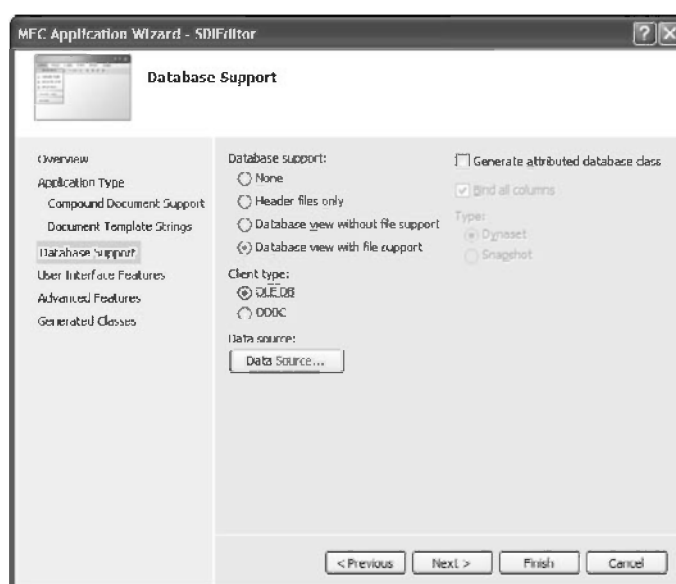 MFC Application Wizard - SDIEditor
Database Support
Overview
Application Type
Compound Document Support
Document Template Strings
Database Support
User Interface Features
Advanced Features
Generated Classes
Database support:
None
Header files only
Database view without file support
Database view with file support
Client type:
OLE DB
ODBC
Data source:
Data Source...
Generate attributed database class
Bind all columns
Type:
Dynaset
Snapshot
< Previous
Next >
Finish
Cancel